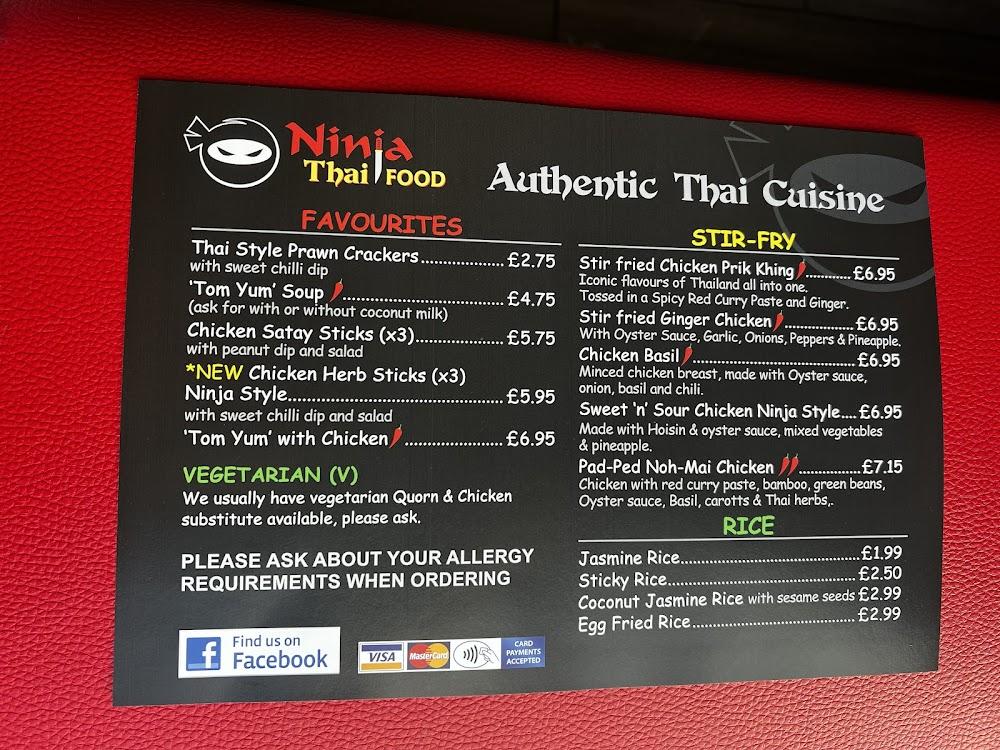 Ninja
Thai FOOD
Authentic Thai Cuisine
FAVOURITES
Thai Style Prawn Crackers.................... £2.75
with sweet chilli dip
'Tom Yum' Soup ....................................... £4.75
(ask for with or without coconut milk)
Chicken Satay Sticks (x3)..................... £5.75
with peanut dip and salad
*NEW Chicken Herb Sticks (x3)
Ninja Style..................................................... £5.95
with sweet chilli dip and salad
'Tom Yum' with Chicken ....................... £6.95
VEGETARIAN (V)
We usually have vegetarian Quorn & Chicken
substitute available, please ask.
PLEASE ASK ABOUT YOUR ALLERGY
REQUIREMENTS WHEN ORDERING
Find us on
Facebook
VISA
MasterCard
CARD
PAYMENTS
ACCEPTED
STIR-FRY
Stir fried Chicken Prik Khing ........... £6.95
Iconic flavours of Thailand all into one.
Tossed in a Spicy Red Curry Paste and Ginger.
Stir fried Ginger Chicken ................. £6.95
With Oyster Sauce, Garlic, Onions, Peppers & Pineapple.
Chicken Basil ........................................ £6.95
Minced chicken breast, made with Oyster sauce,
onion, basil and chili.
Sweet 'n' Sour Chicken Ninja Style.... £6.95
Made with Hoisin & oyster sauce, mixed vegetables
& pineapple.
Pad-Ped Noh-Mai Chicken ............... £7.15
Chicken with red curry paste, bamboo, green beans,
Oyster sauce, Basil, carotts & Thai herbs,.
RICE
Jasmine Rice............................................ £1.99
Sticky Rice............................................... £2.50
Coconut Jasmine Rice with sesame seeds £2.99
Egg Fried Rice......................................... £2.99